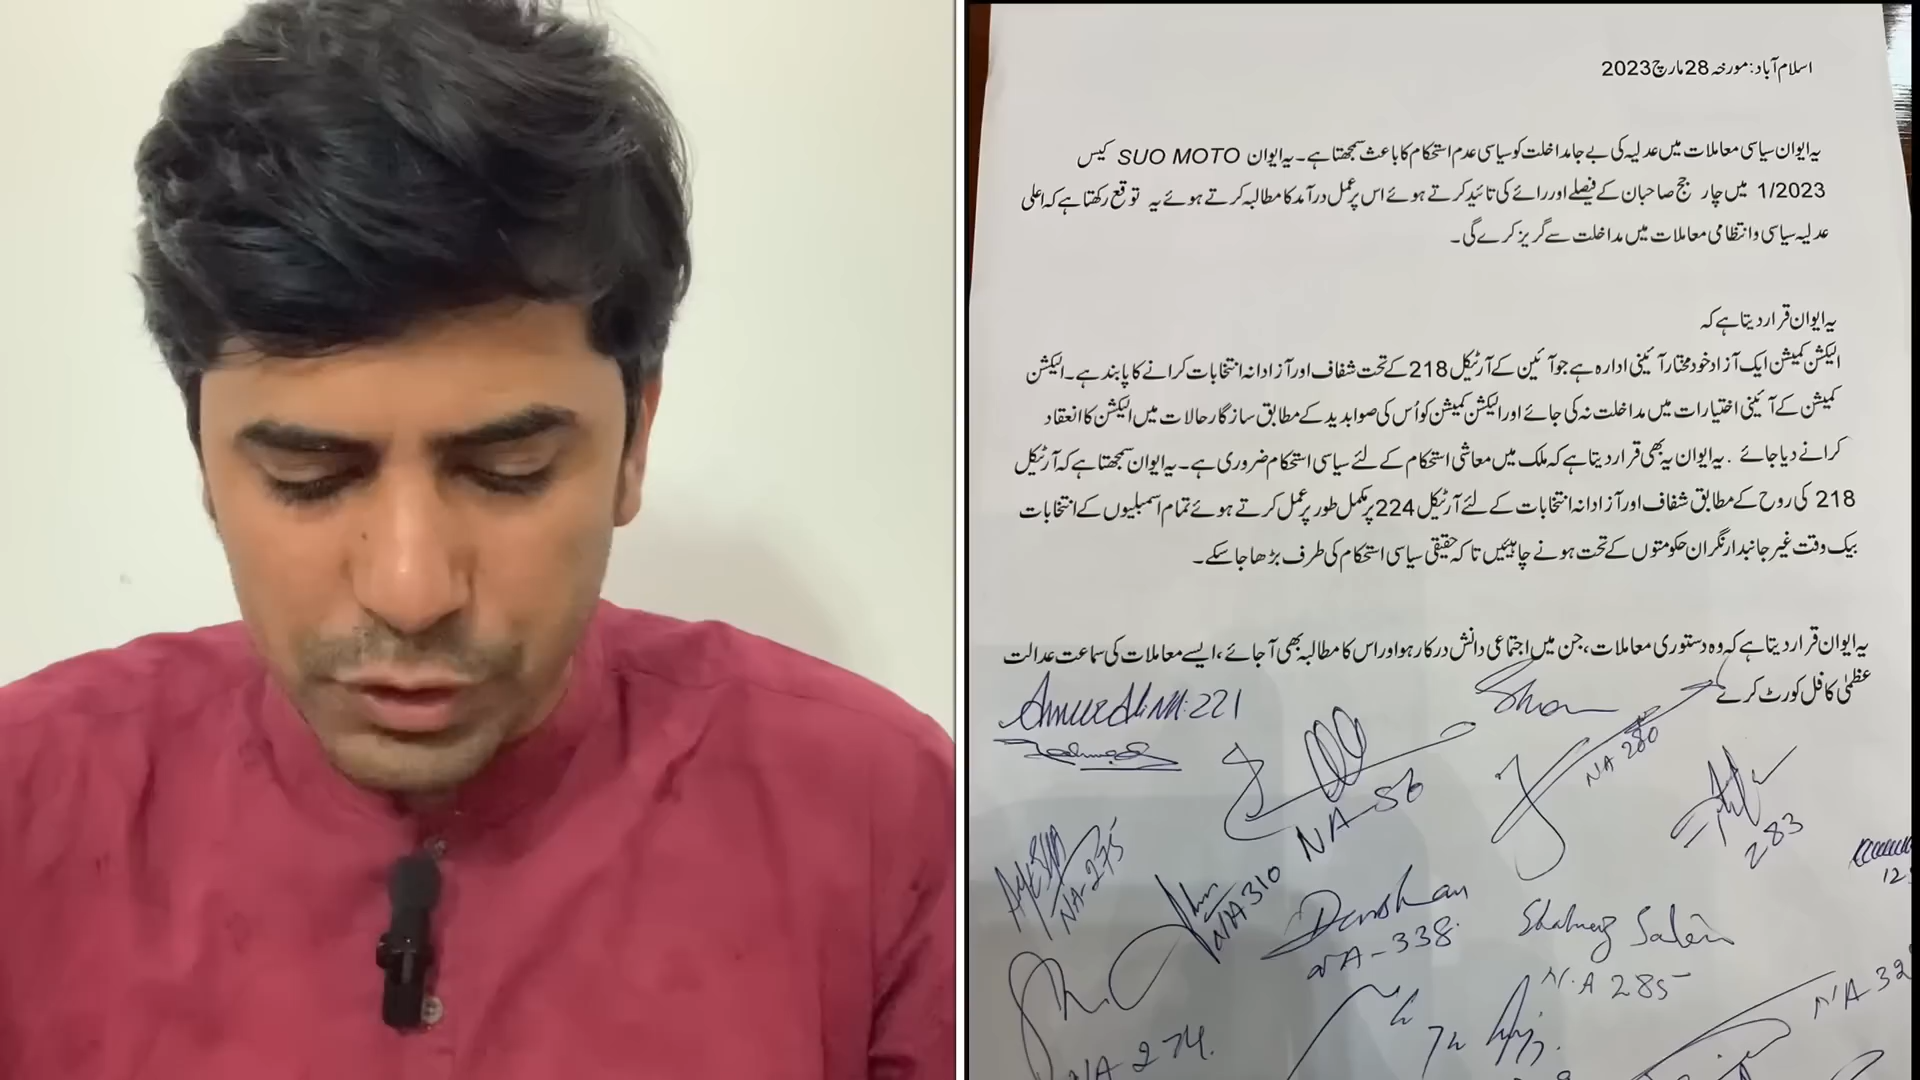 اسلام آباد: مورخہ 28 مارچ 2023
یہ ایوان سیاسی معاملات میں عدلیہ کی بے جا مداخلت کو سیاسی عدم استحکام کا باعث سمجھتا ہے۔ یہ ایوان SUO MOTO کیس
1/2023 میں چار جج صاحبان کے فیصلے اور رائے کی تائید کرتے ہوئے اس پر عمل درآمد کا مطالبہ کرتے ہوئے یہ توقع رکھتا ہے کہ اعلی
عدلیہ سیاسی و انتظامی معاملات میں مداخلت سے گریز کرے گی۔
یہ ایوان قرار دیتا ہے کہ
الیکشن کمیشن ایک آزاد خود مختار آئینی ادارہ ہے جو آئین کے آرٹیکل 218 کے تحت شفاف اور آزادانہ انتخابات کرانے کا پابند ہے۔ الیکشن
کمیشن کے آئینی اختیارات میں مداخلت نہ کی جائے اور الیکشن کمیشن کو اُس کی صوابدید کے مطابق سازگار حالات میں الیکشن کا انعقاد
کرانے دیا جائے . یہ ایوان یہ بھی قرار دیتا ہے کہ ملک میں معاشی استحکام کے لئے سیاسی استحکام ضروری ہے۔ یہ ایوان سمجھتا ہے کہ آرٹیکل
218 کی روح کے مطابق شفاف اور آزادانہ انتخابات کے لئے آرٹیکل 224 پر مکمل طور پر عمل کرتے ہوئے تمام اسمبلیوں کے انتخابات
بیک وقت غیر جانبدار نگران حکومتوں کے تحت ہونے چاہیئیں تاکہ حقیقی سیاسی استحکام کی طرف بڑھا جا سکے۔
یہ ایوان قرار دیتا ہے کہ وہ دستوری معاملات، جن میں اجتماعی دانش درکار ہو اور اس کا مطالبہ بھی آ جائے، ایسے معاملات کی سماعت عدالت
عظمیٰ کا فل کورٹ کرے
221
NA 280
NA 56
283
NA-275
NA 310
Darshan
NA-338
Shahnaz Saleem
N.A 285
NA 274